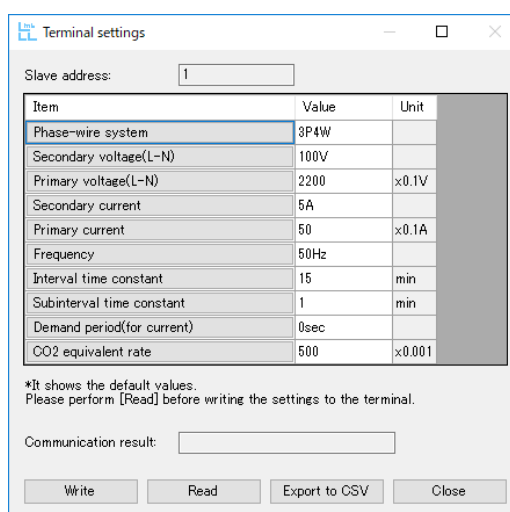 Terminal settings
Slave address: 1
Item Value Unit
Phase-wire system 3P4W
Secondary voltage(L-N) 100V
Primary voltage(L-N) 2200 ×0.1V
Secondary current 5A
Primary current 50 ×0.1A
Frequency 50Hz
Interval time constant 15 min
Subinterval time constant 1 min
Demand period(for current) 0sec
CO2 equivalent rate 500 ×0.001
*It shows the default values.
Please perform [Read] before writing the settings to the terminal.
Communication result:
Write Read Export to CSV Close